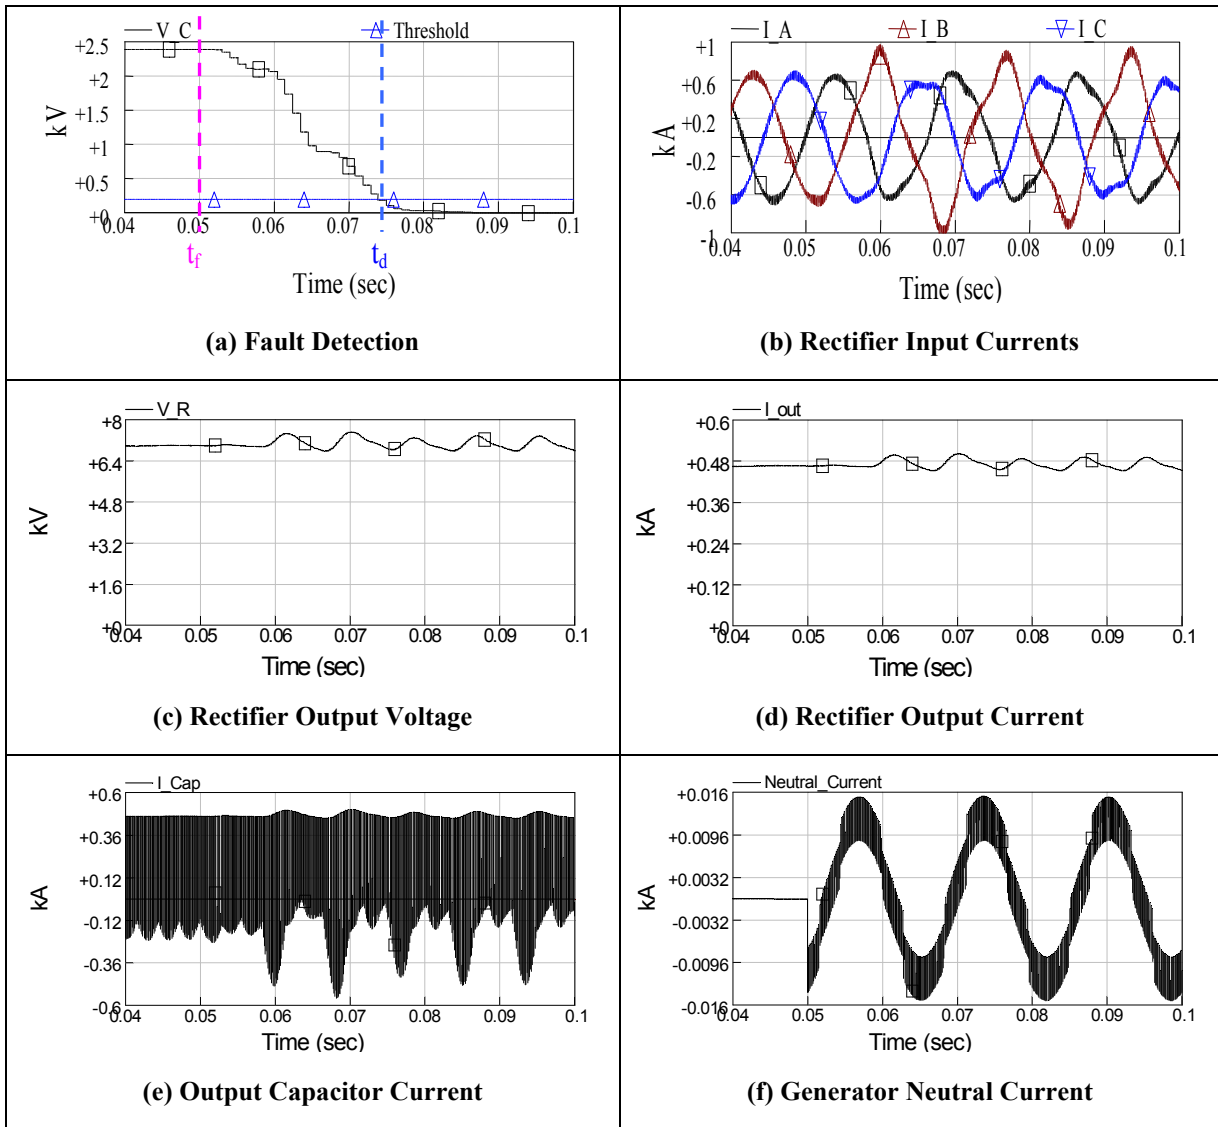 V_C Threshold
+2.5
+2
+1.5
+1
+0.5
+0
kV
0.04 0.05 0.06 0.07 0.08 0.09 0.1
t_f t_d
Time (sec)
(a) Fault Detection
I_A I_B I_C
+1
+0.6
+0.2
-0.2
-0.6
-1
kA
0.04 0.05 0.06 0.07 0.08 0.09 0.1
Time (sec)
(b) Rectifier Input Currents
V_R
+8
+6.4
+4.8
+3.2
+1.6
+0
kV
0.04 0.05 0.06 0.07 0.08 0.09 0.1
Time (sec)
(c) Rectifier Output Voltage
I_out
+0.6
+0.48
+0.36
+0.24
+0.12
+0
kA
0.04 0.05 0.06 0.07 0.08 0.09 0.1
Time (sec)
(d) Rectifier Output Current
I_Cap
+0.6
+0.36
+0.12
-0.12
-0.36
-0.6
kA
0.04 0.05 0.06 0.07 0.08 0.09 0.1
Time (sec)
(e) Output Capacitor Current
Neutral_Current
+0.016
+0.0096
+0.0032
-0.0032
-0.0096
-0.016
kA
0.04 0.05 0.06 0.07 0.08 0.09 0.1
Time (sec)
(f) Generator Neutral Current